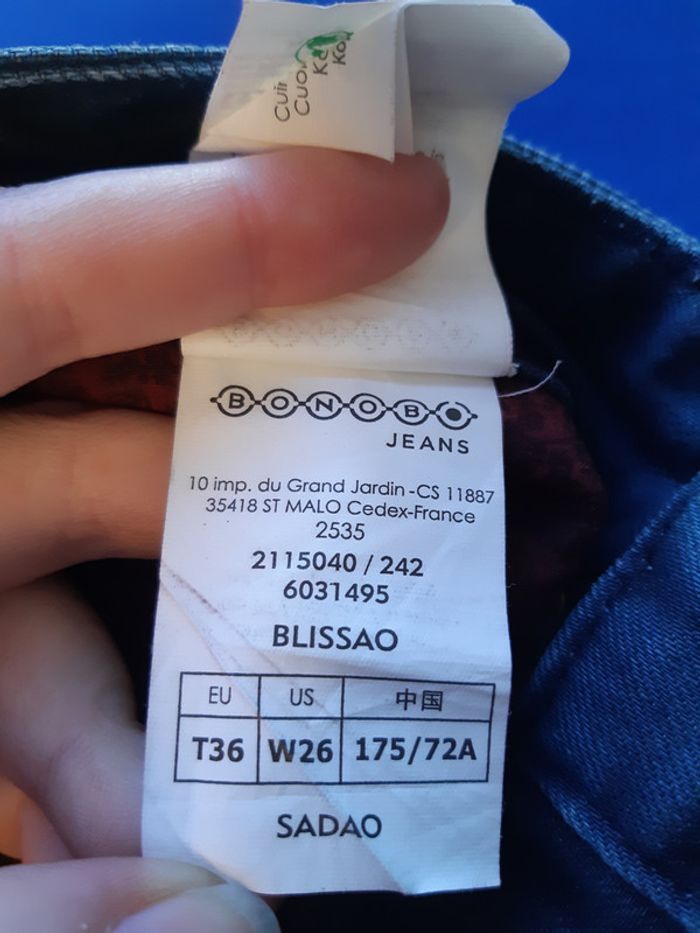 BONOBO
JEANS
10 imp. du Grand Jardin-CS 11887
35418 ST MALO Cedex-France
2535
2115040 / 242
6031495
BLISSAO
EU US 中国
T36 W26 175/72A
SADAO